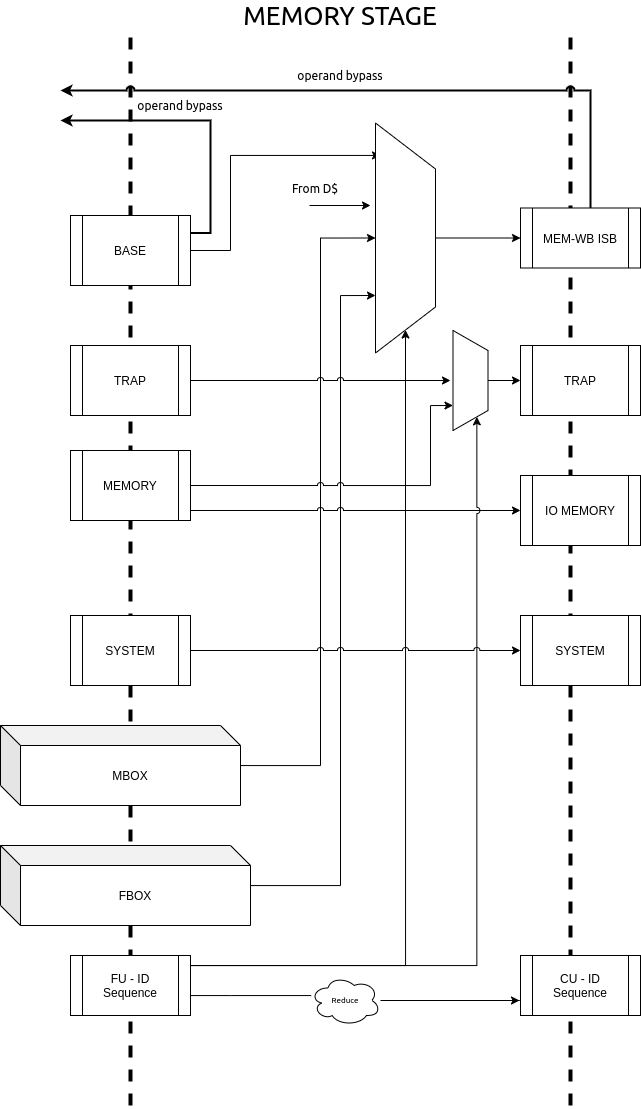 MEMORY STAGE
operand bypass
operand bypass
From D$
BASE
MEM-WB ISB
TRAP
TRAP
MEMORY
IO MEMORY
SYSTEM
SYSTEM
MBOX
FBOX
FU - ID
Sequence
Reduce
CU - ID
Sequence